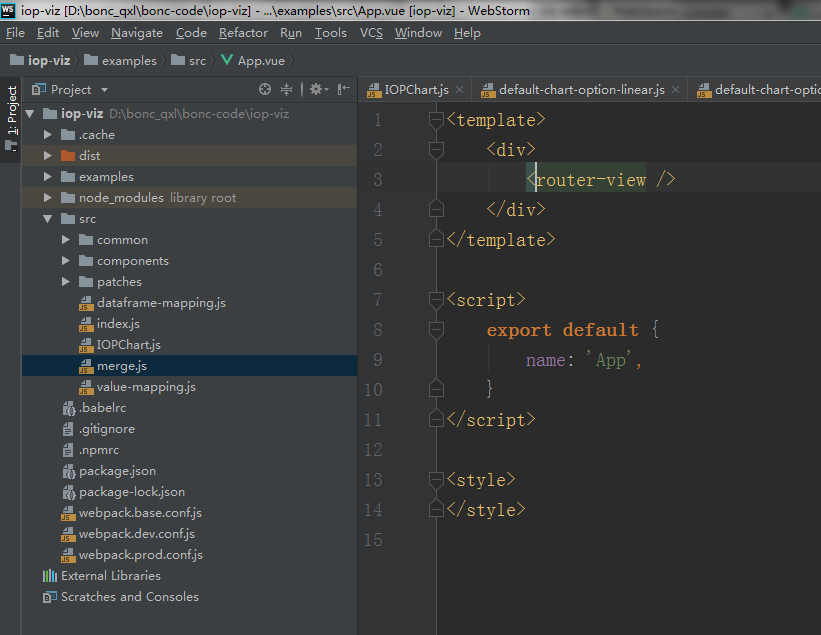 WS iop-viz [D:\bonc_qxl\bonc-code\iop-viz] - ...\examples\src\App.vue [iop-viz] - WebStorm
File Edit View Navigate Code Refactor Run Tools VCS Window Help
iop-viz examples src App.vue
1: Project
Project
IOPChart.js default-chart-option-linear.js default-chart-optio
iop-viz D:\bonc_qxl\bonc-code\iop-viz
.cache
dist
examples
node_modules library root
src
common
components
patches
dataframe-mapping.js
index.js
IOPChart.js
merge.js
value-mapping.js
.babelrc
.gitignore
.npmrc
package.json
package-lock.json
webpack.base.conf.js
webpack.dev.conf.js
webpack.prod.conf.js
External Libraries
Scratches and Consoles
1 <template>
2 <div>
3 <router-view />
4 </div>
5 </template>
6
7 <script>
8 export default {
9 name: 'App',
10 }
11 </script>
12
13 <style>
14 </style>
15